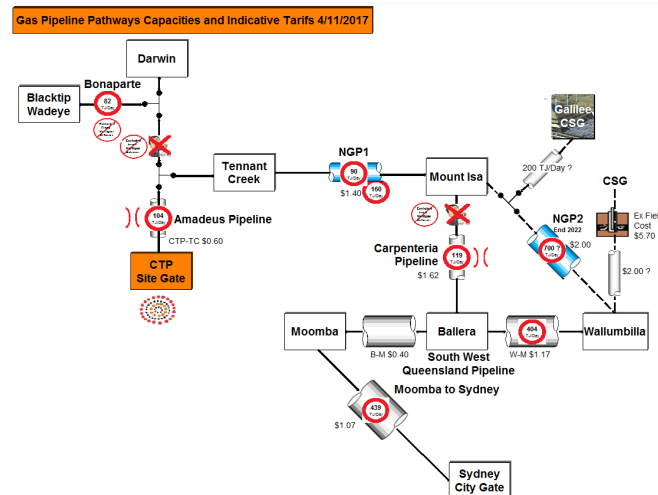 Gas Pipeline Pathways Capacities and Indicative Tarifs 4/11/2017
Darwin
Bonaparte
Blacktip
Wadeye
82
TJ/Day
Galilee
CSG
200 TJ/Day ?
NGP1
90
TJ/Day
160
TJ/Day
$1.40
Tennant
Creek
Mount Isa
CSG
NGP2
End 2022
$2.00
700 ?
TJ/Day
Ex Fiel
Cost
$5.70
$2.00 ?
104
TJ/Day
Amadeus Pipeline
CTP-TC $0.60
CTP
Site Gate
Carpenteria
Pipeline
$1.62
119
TJ/Day
Moomba
B-M $0.40
Ballera
404
TJ/Day
W-M $1.17
Wallumbilla
South West
Queensland Pipeline
Moomba to Sydney
439
TJ/Day
$1.07
Sydney
City Gate